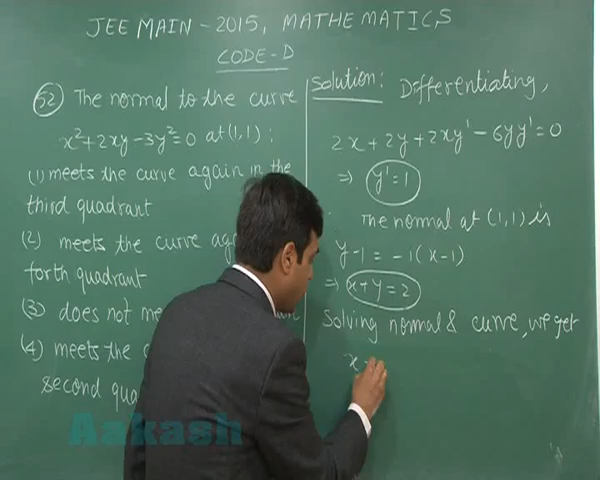 JEE MAIN - 2015, MATHEMATICS
CODE-D
52 The normal to the curve
x²+2xy-3y²=0 at (1,1) :
(1) meets the curve again in the
third quadrant
(2) meets the curve
forth quadrant
(3) does not
(4) meets the
second
Solution: Differentiating,
2x + 2y + 2xy' - 6yy' = 0
⇒ y' = 1
The normal at (1,1) is
y-1 = -1(x-1)
⇒ x+y=2
Solving normal & curve, we get
x
Aakash